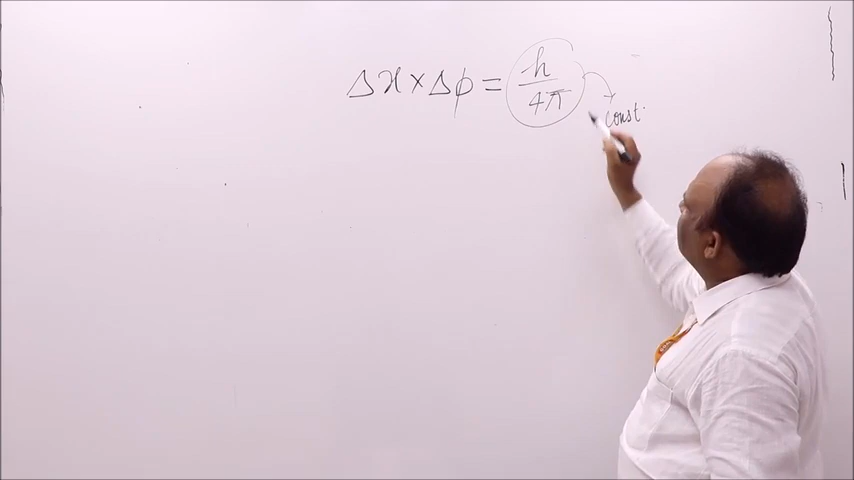 Δx × Δp = h/4π
const.